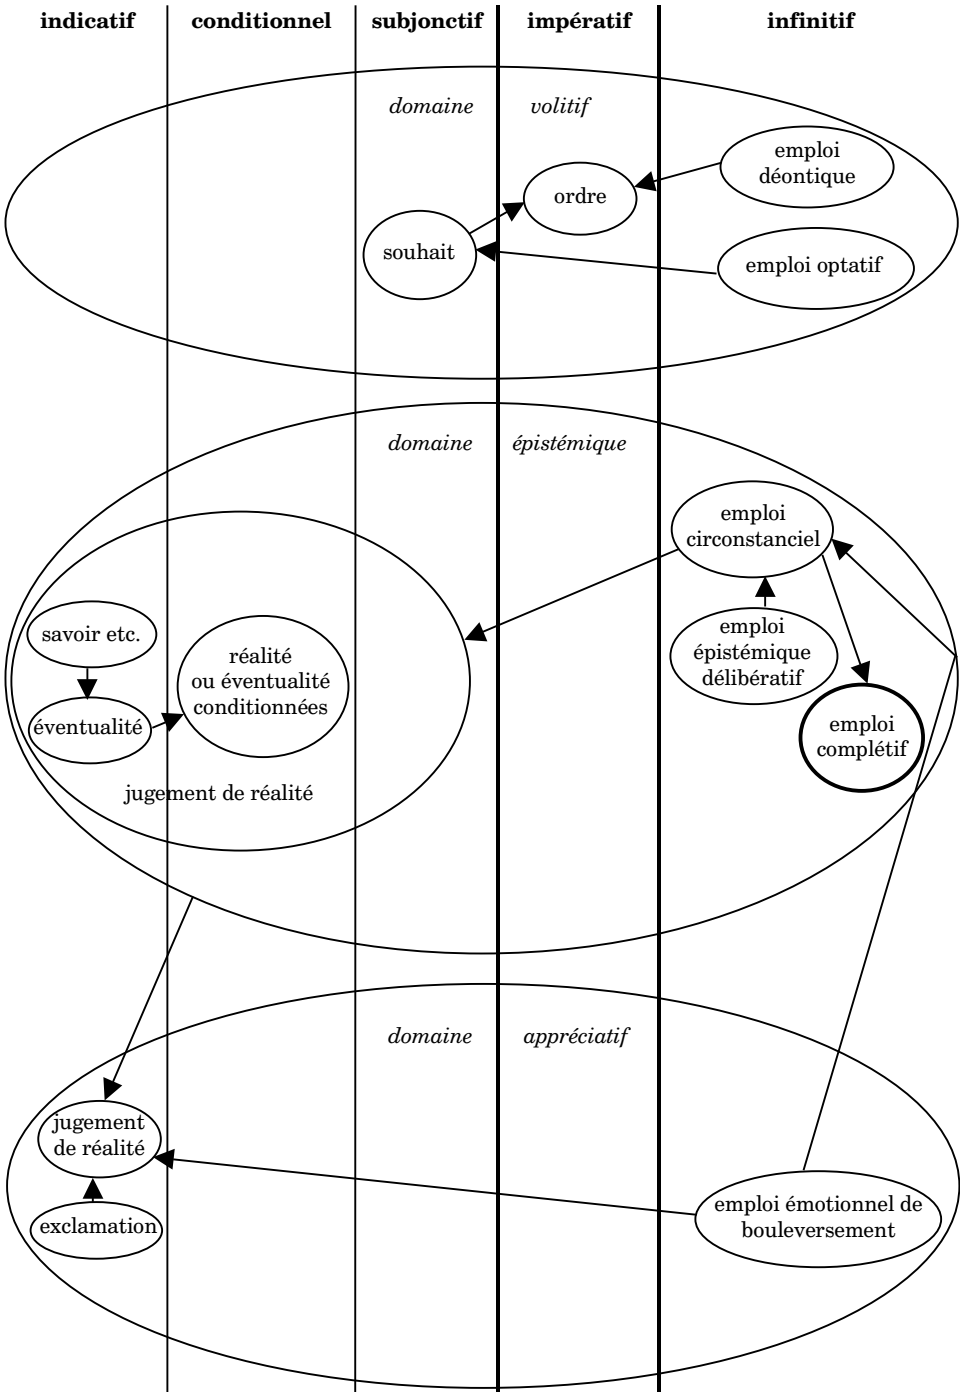 indicatif conditionnel subjonctif impératif infinitif
domaine volitif
emploi
déontique
ordre
souhait
emploi optatif
domaine épistémique
emploi
circonstanciel
savoir etc.
réalité
ou éventualité
conditionnées
emploi
épistémique
délibératif
éventualité
emploi
complétif
jugement de réalité
domaine appréciatif
jugement
de réalité
emploi émotionnel de
bouleversement
exclamation